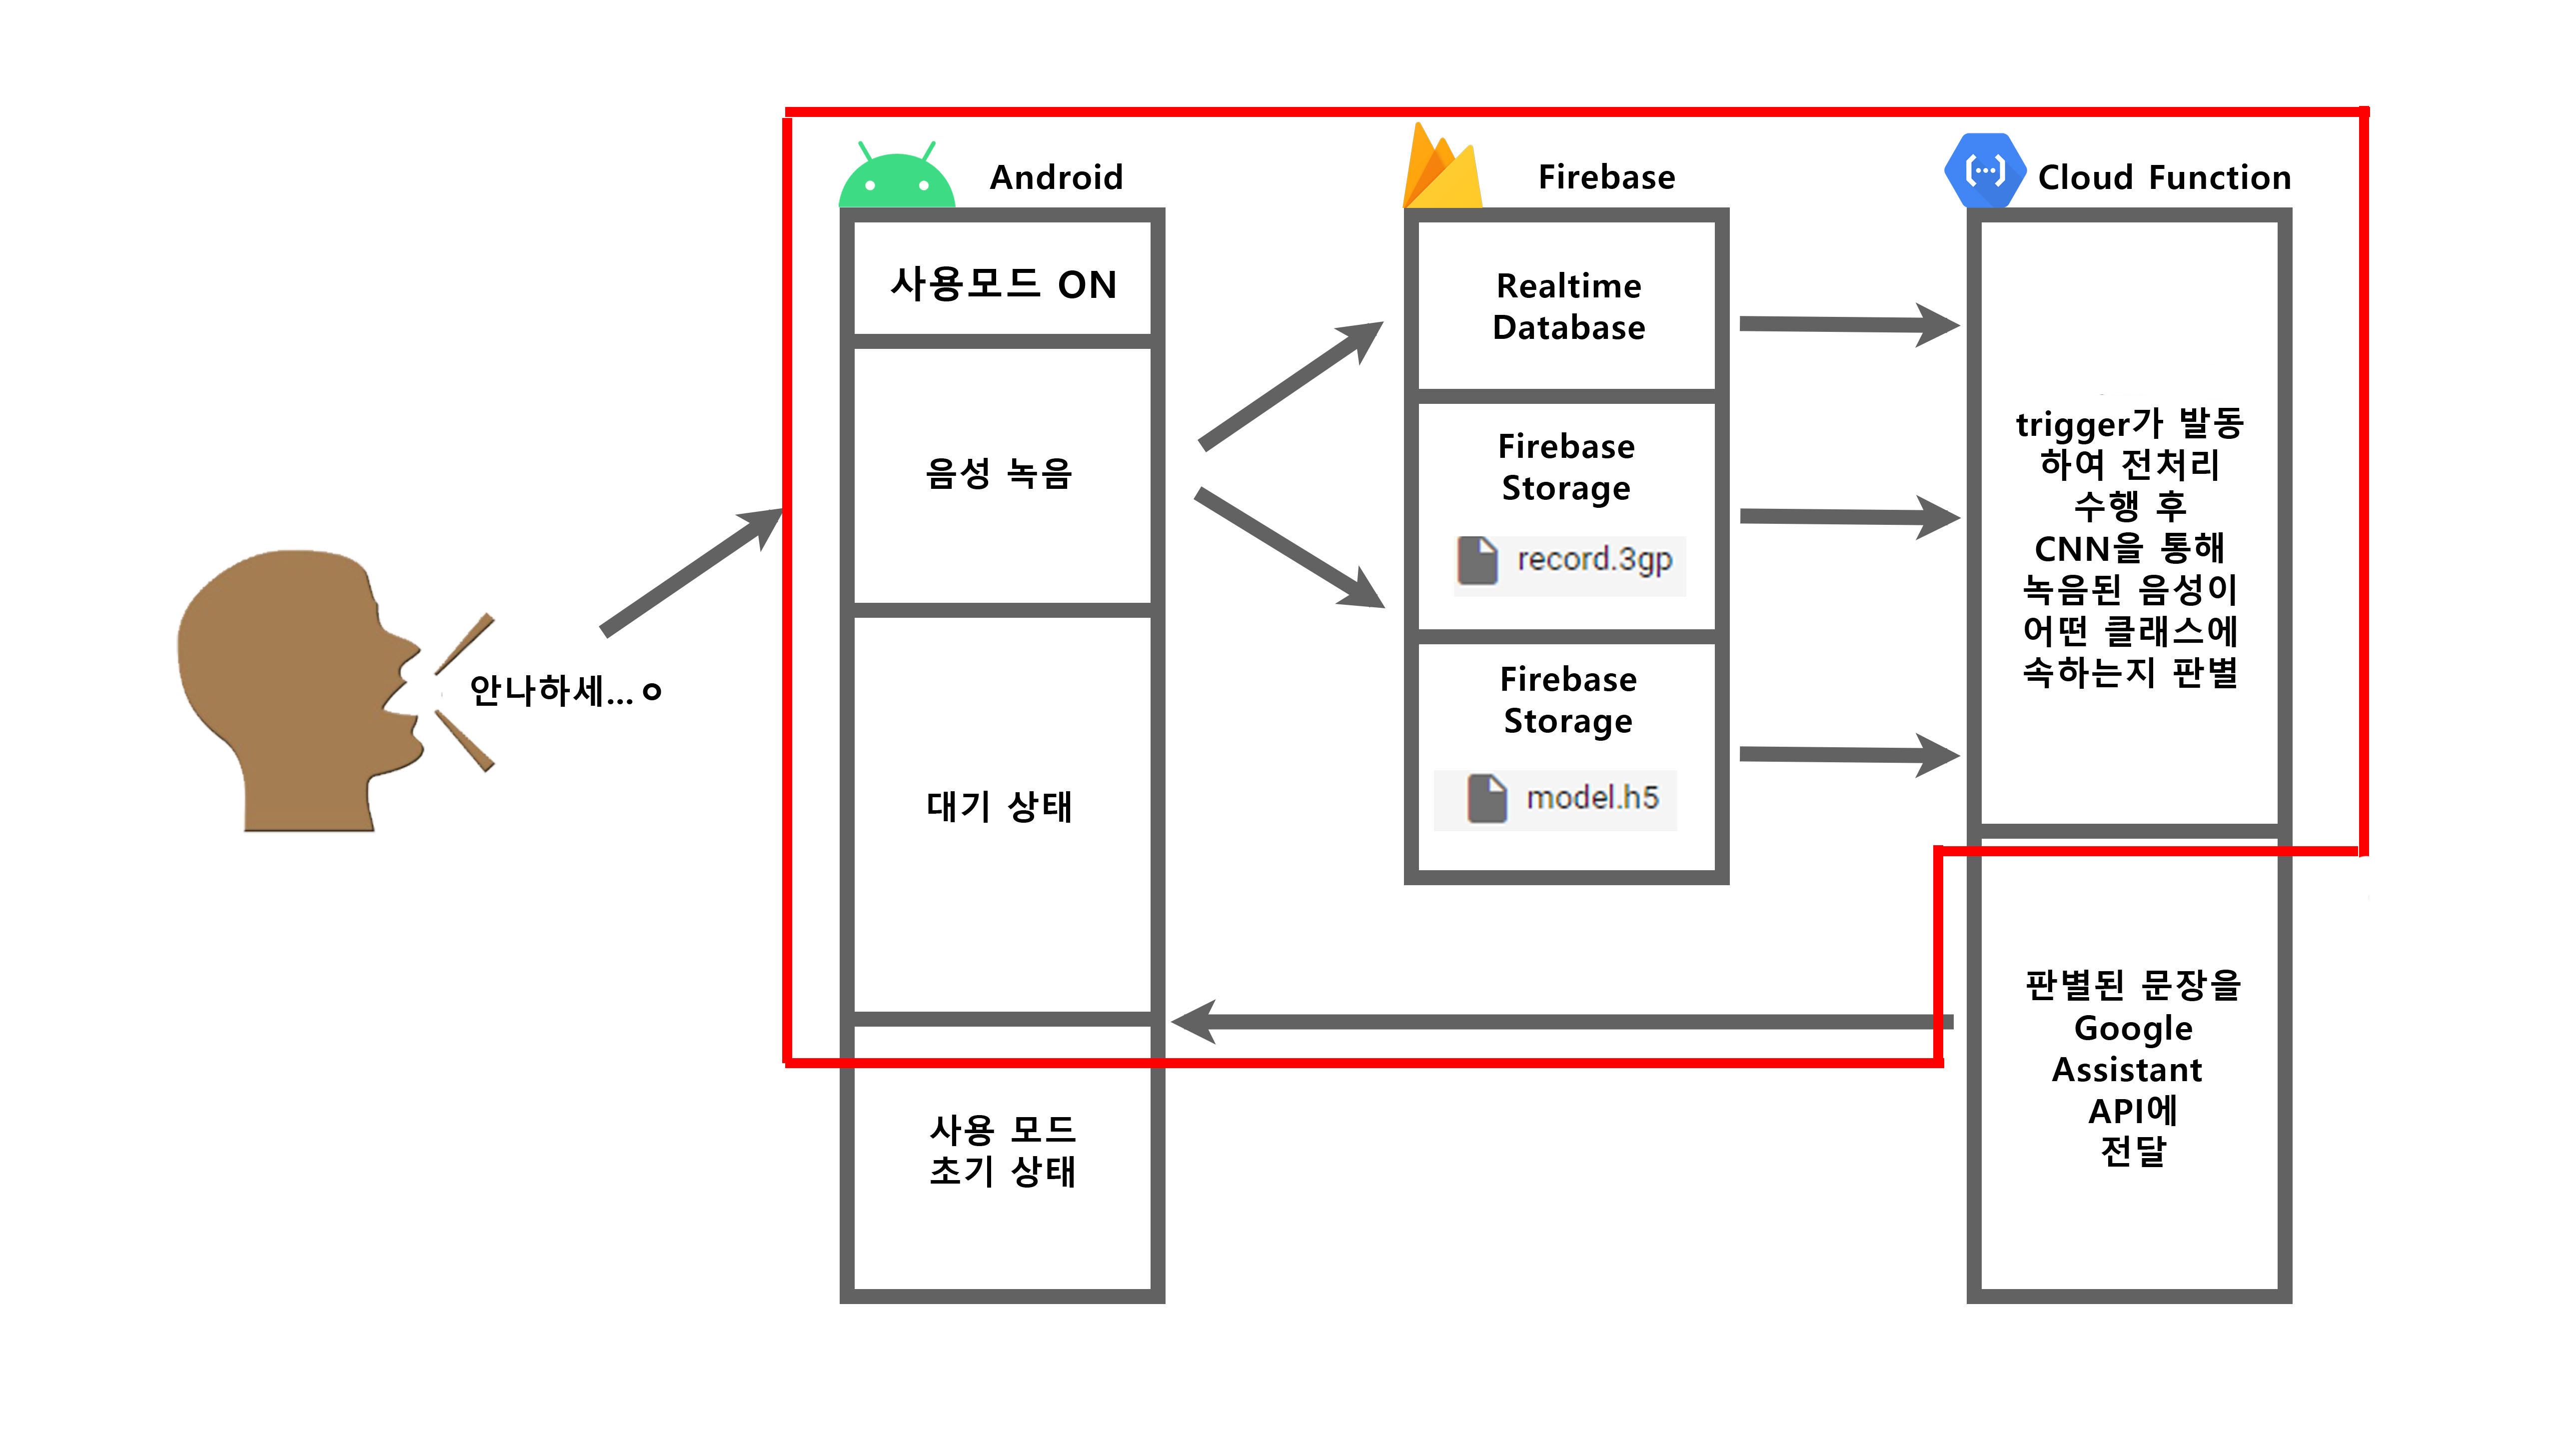 Android
Firebase
Cloud Function
사용모드 ON
음성 녹음
대기 상태
사용 모드
초기 상태
안나하세...ㅇ
Realtime
Database
Firebase
Storage
record.3gp
Firebase
Storage
model.h5
trigger가 발동
하여 전처리
수행 후
CNN을 통해
녹음된 음성이
어떤 클래스에
속하는지 판별
판별된 문장을
Google
Assistant
API에
전달